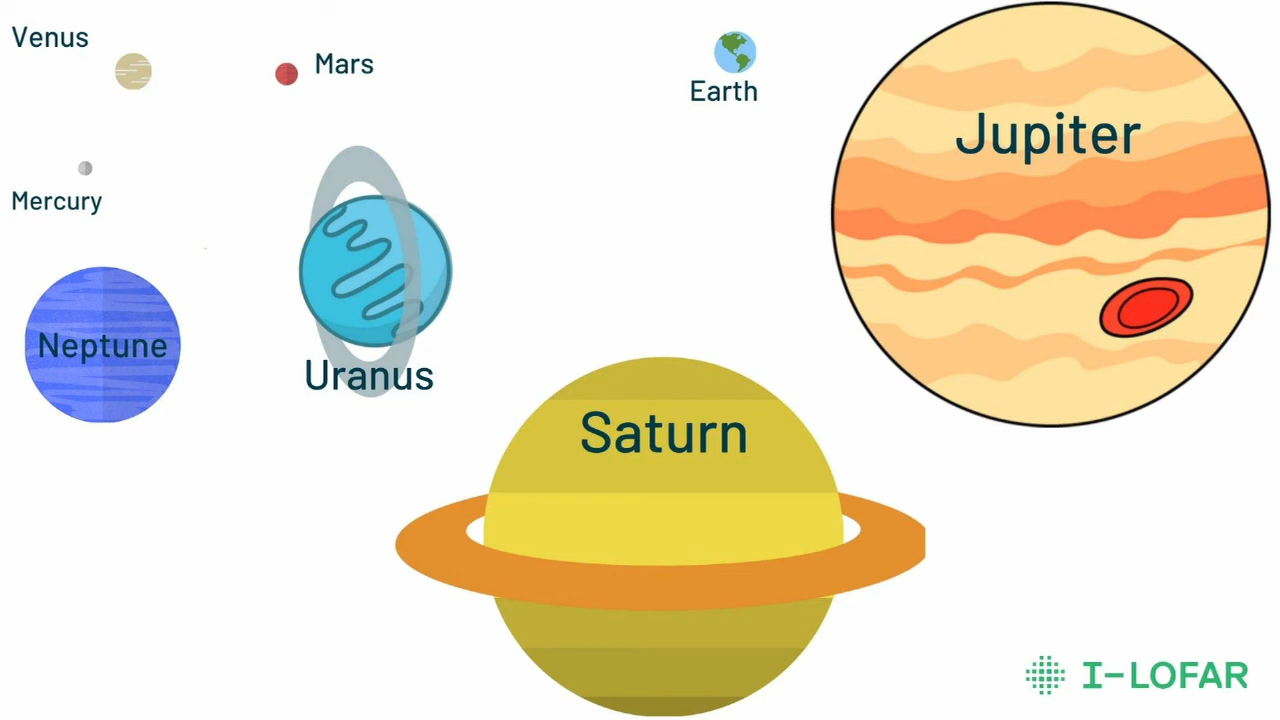 Venus
Mars
Earth
Jupiter
Mercury
Neptune
Uranus
Saturn
I-LOFAR